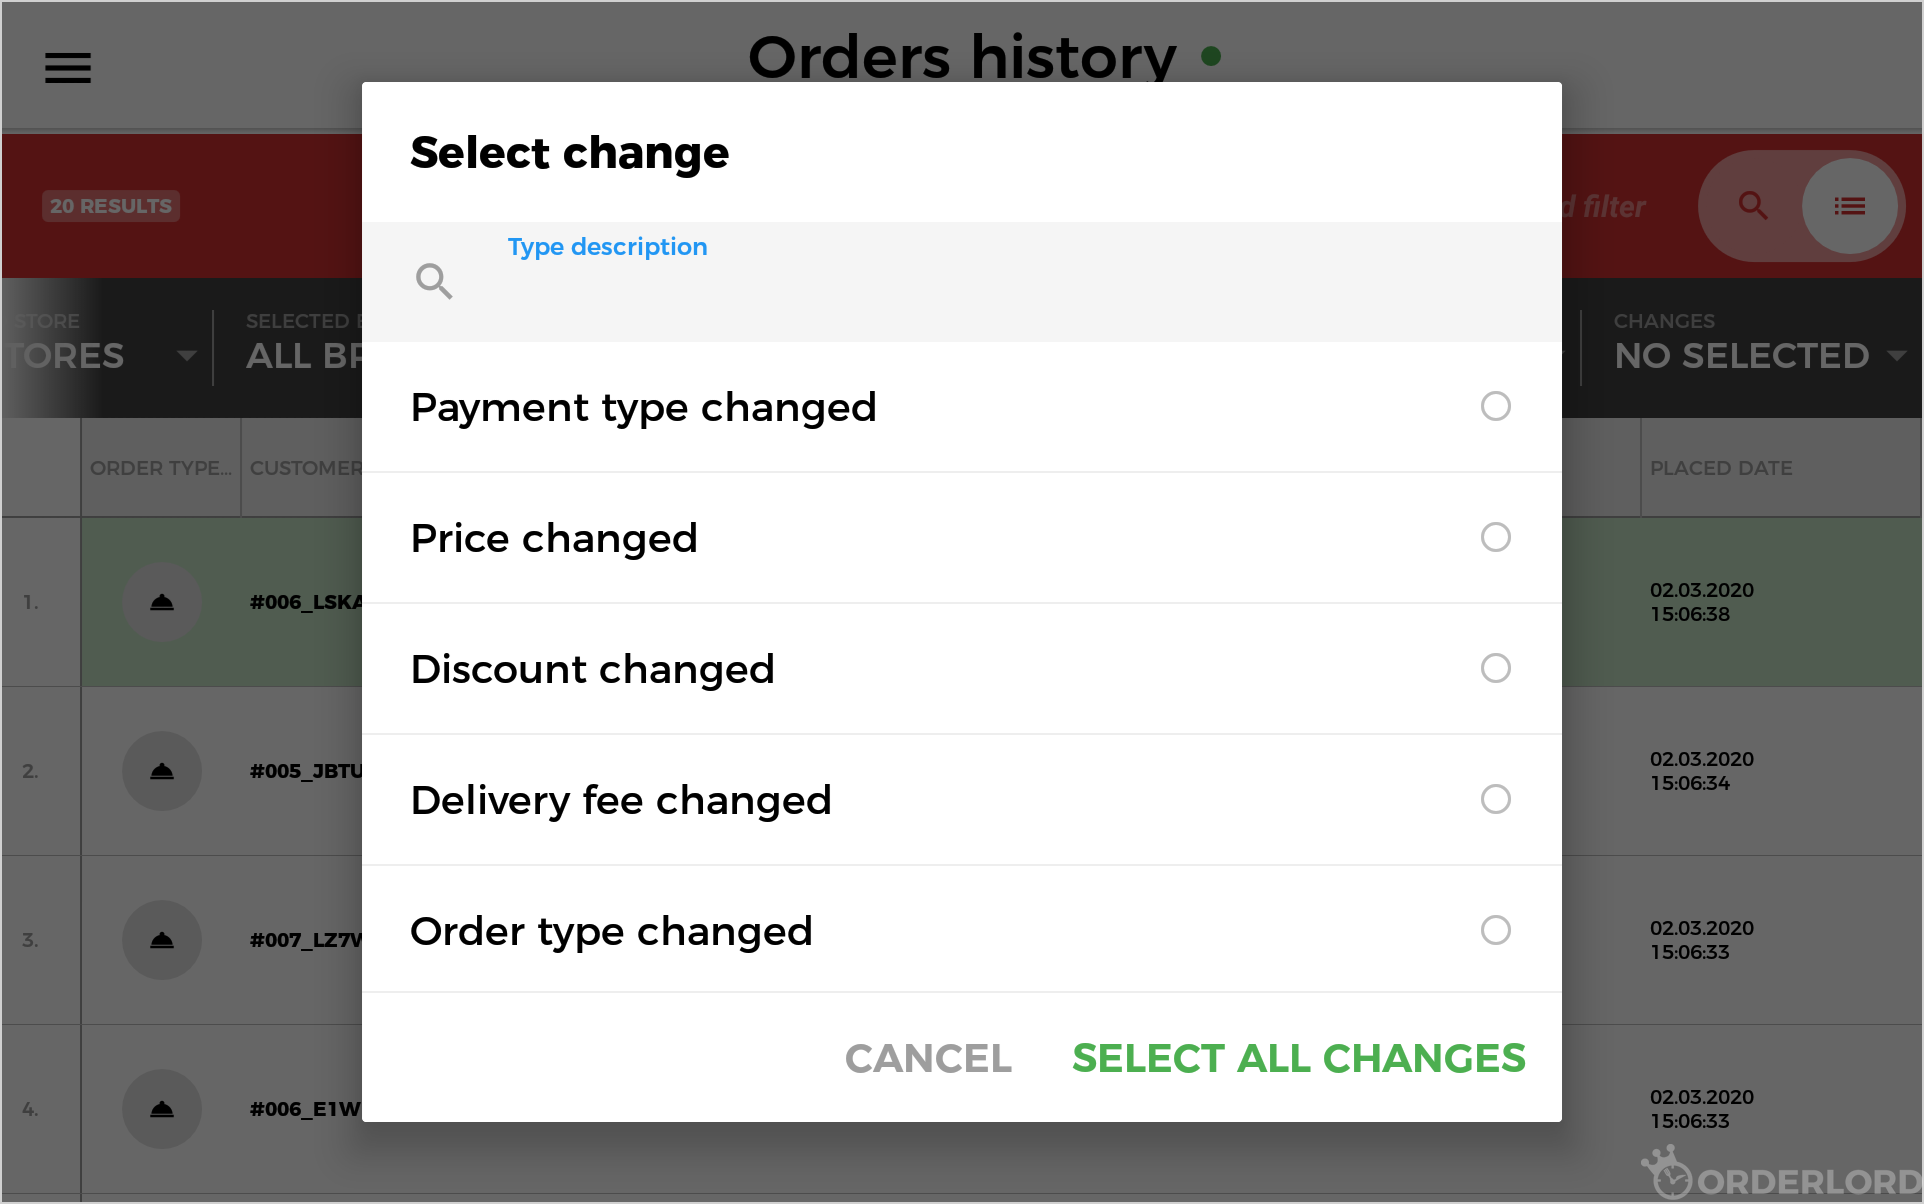 Orders history
Select change
20 RESULTS
filter
Type description
STORE
TORES
SELECTED
ALL
CHANGES
NO SELECTED
Payment type changed
ORDER TYPE...
CUSTOMER
PLACED DATE
Price changed
1.
#006_LSKA
02.03.2020
15:06:38
Discount changed
2.
#005_JBTU
02.03.2020
15:06:34
Delivery fee changed
3.
#007_LZ7W
02.03.2020
15:06:33
Order type changed
CANCEL
SELECT ALL CHANGES
4.
#006_E1W
02.03.2020
15:06:33
ORDERLORD